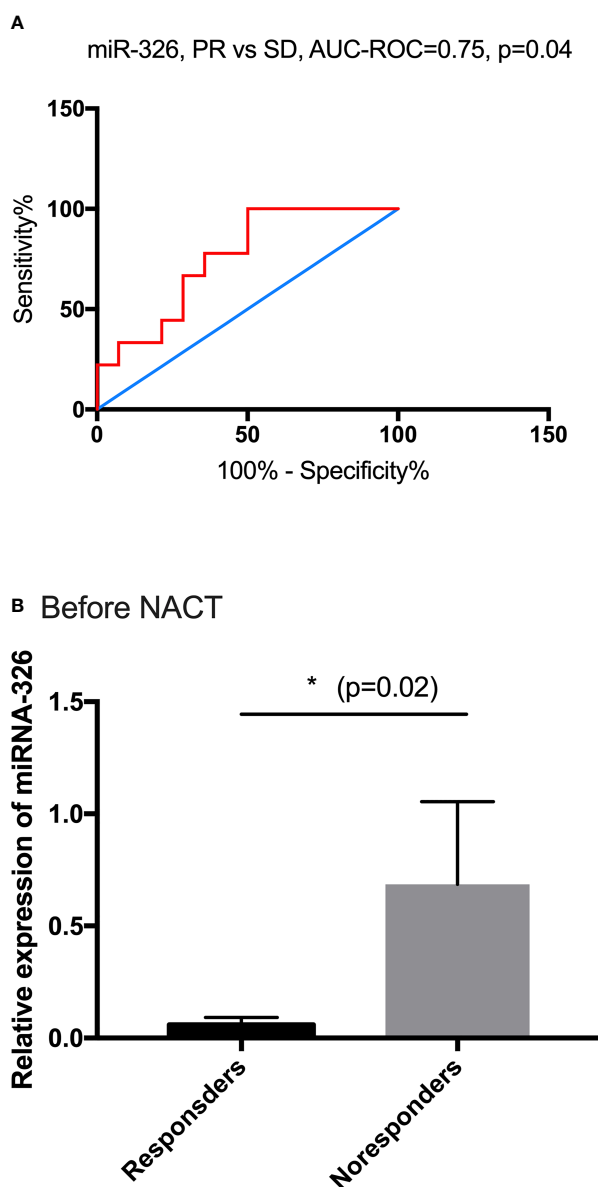 A
miR-326, PR vs SD, AUC-ROC=0.75, p=0.04
150
100
50
0
Sensitivity%
0 50 100 150
100% - Specificity%
B Before NACT
* (p=0.02)
Relative expression of miRNA-326
1.5
1.0
0.5
0.0
Responsders
Noresponders